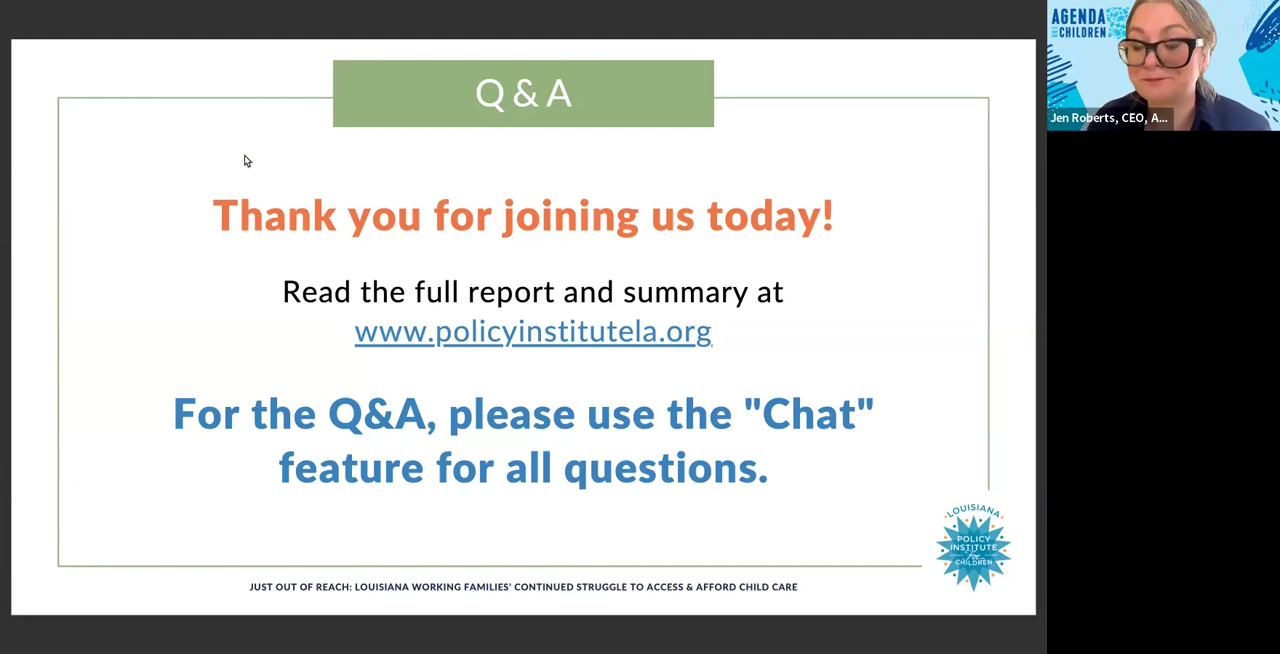 Q & A
Thank you for joining us today!
Read the full report and summary at
www.policyinstitutela.org
For the Q&A, please use the "Chat"
feature for all questions.
JUST OUT OF REACH: LOUISIANA WORKING FAMILIES' CONTINUED STRUGGLE TO ACCESS & AFFORD CHILD CARE
LOUISIANA
POLICY
INSTITUTE
for
CHILDREN
AGENDA
CHILDREN
Jen Roberts, CEO, A...